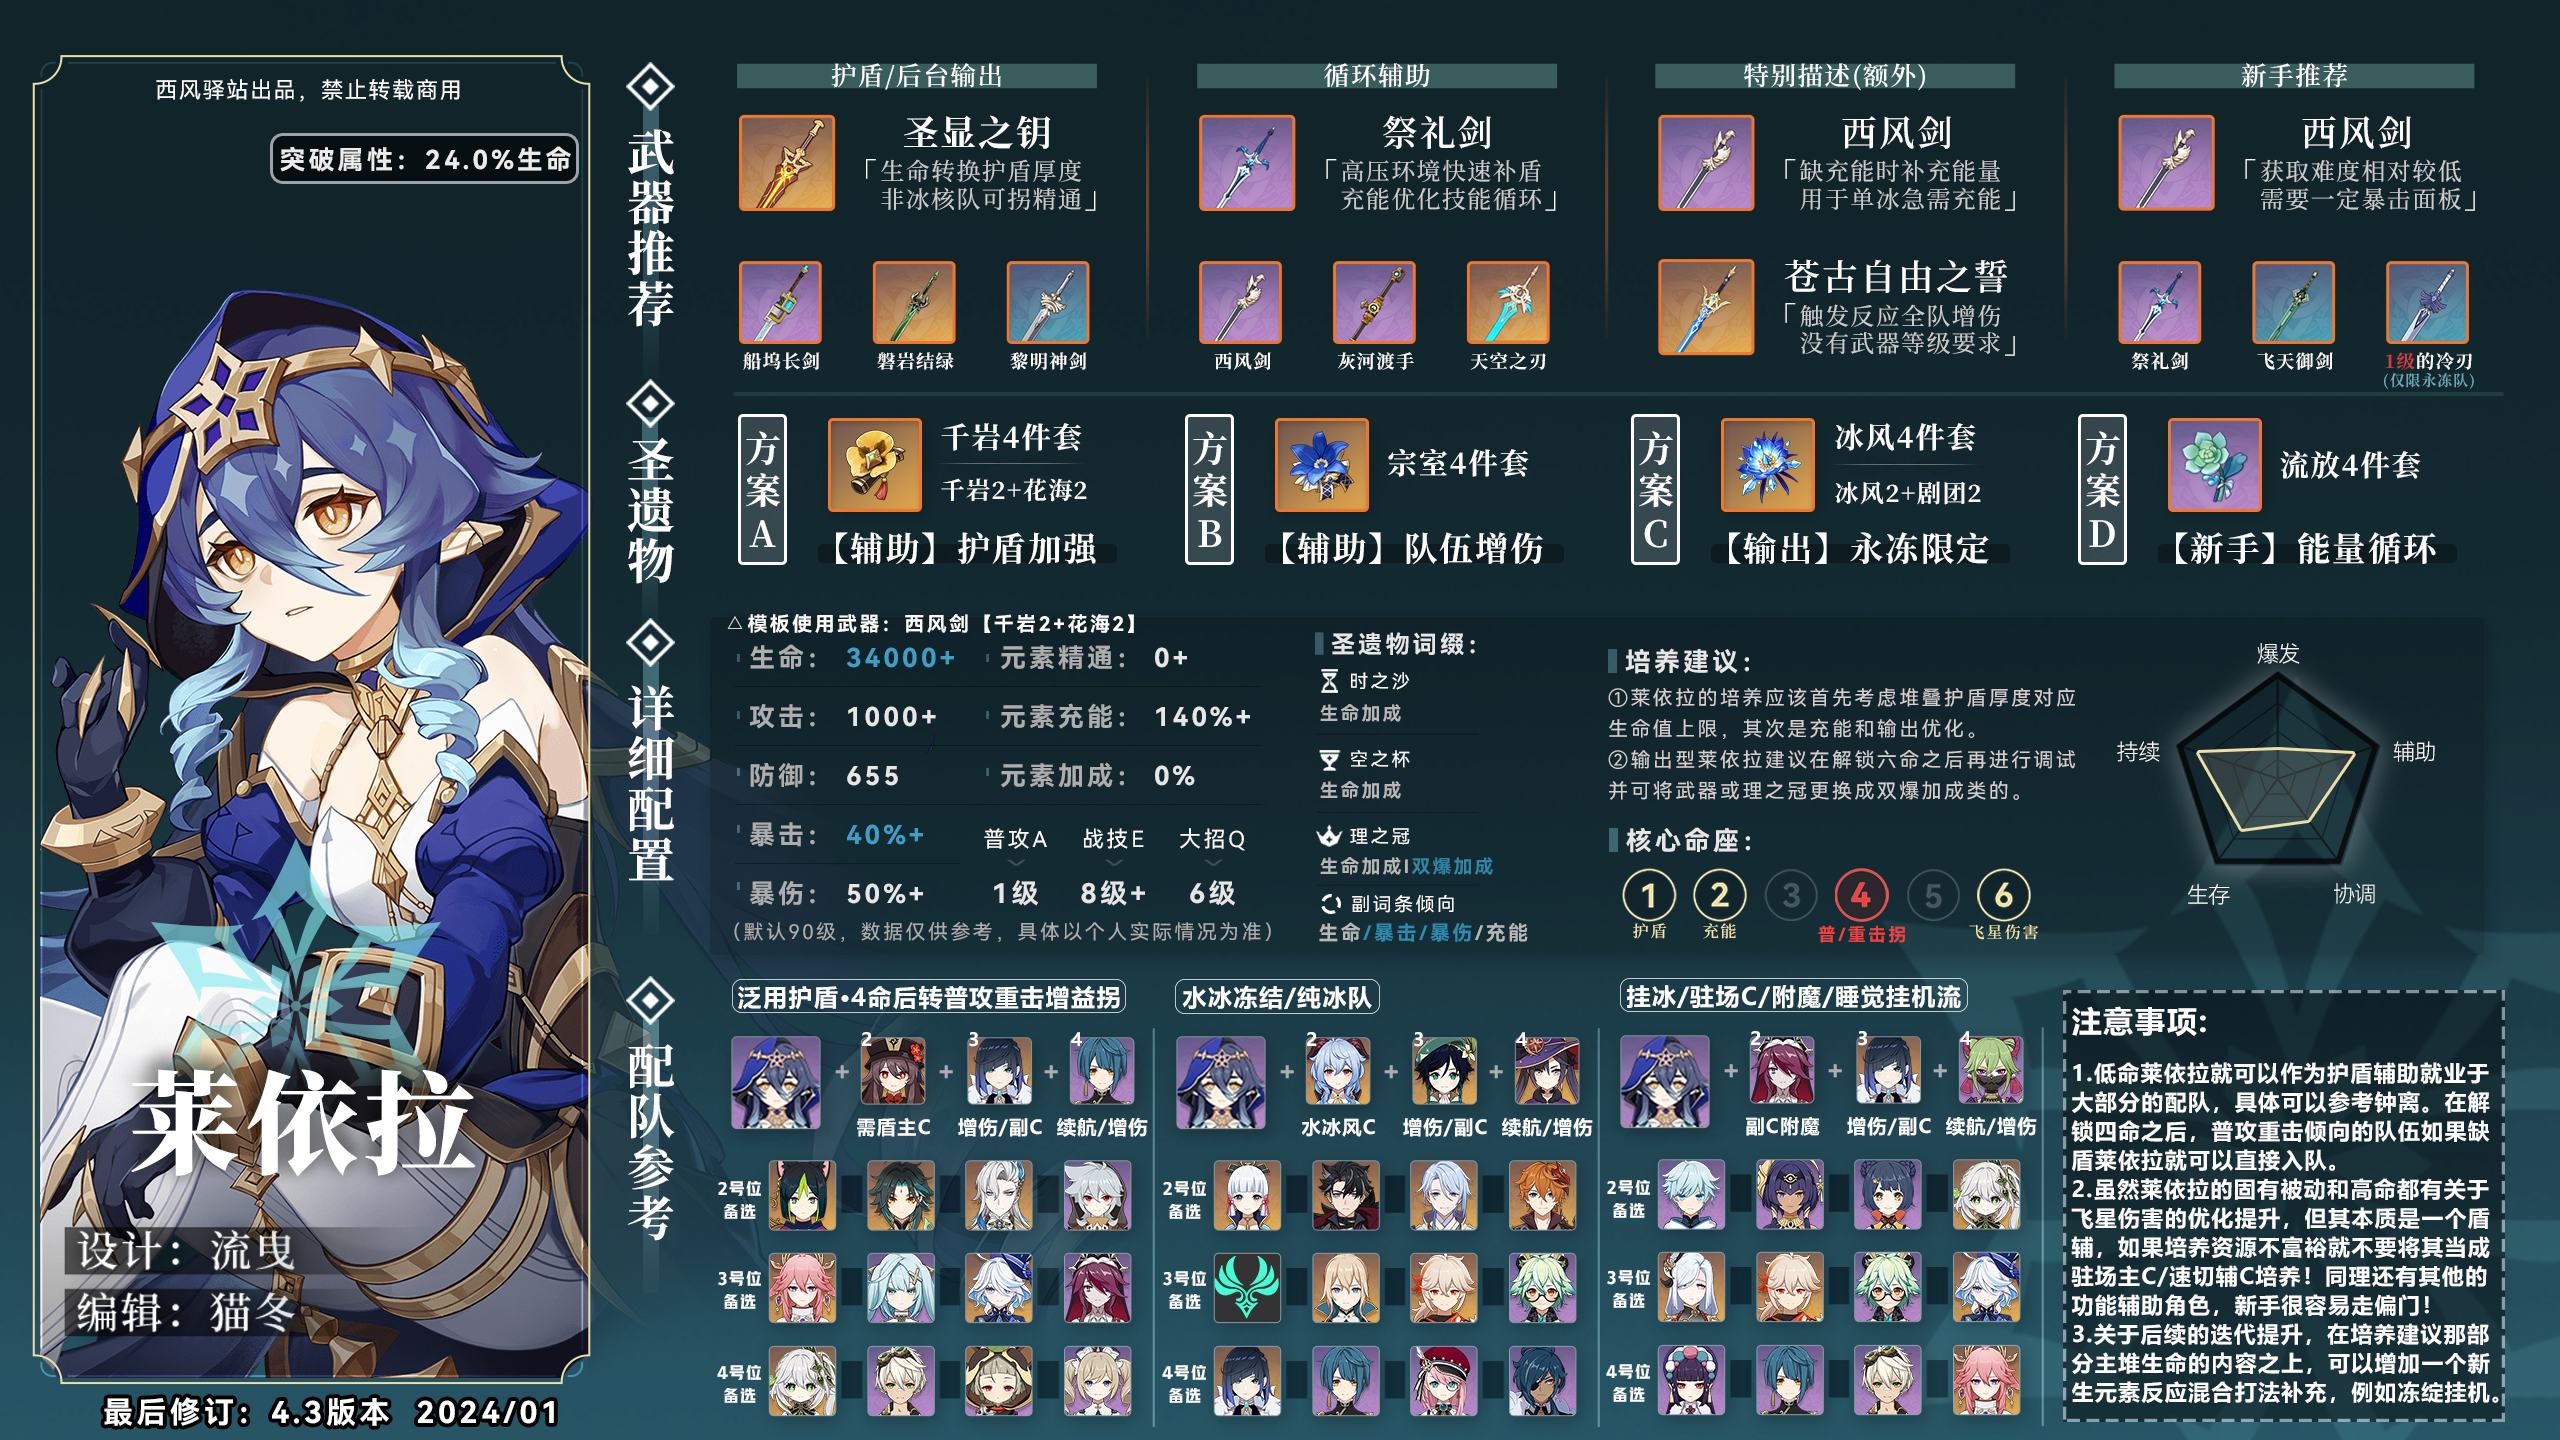 西风驿站出品，禁止转载商用
突破属性：24.0%生命
莱依拉
设计：流曳
编辑：猫冬
最后修订：4.3版本 2024/01
武器推荐
护盾/后台输出
圣显之钥
「生命转换护盾厚度
非冰核队可拐精通」
船坞长剑
磐岩结绿
黎明神剑
循环辅助
祭礼剑
「高压环境快速补盾
充能优化技能循环」
西风剑
灰河渡手
天空之刃
特别描述(额外)
西风剑
「缺充能时补充能量
用于单冰急需充能」
苍古自由之誓
「触发反应全队增伤
没有武器等级要求」
新手推荐
西风剑
「获取难度相对较低
需要一定暴击面板」
祭礼剑
飞天御剑
1级的冷刃
(仅限永冻队)
圣遗物
方案A
千岩4件套
千岩2+花海2
【辅助】护盾加强
方案B
宗室4件套
【辅助】队伍增伤
方案C
冰风4件套
冰风2+剧团2
【输出】永冻限定
方案D
流放4件套
【新手】能量循环
详细配置
△模板使用武器：西风剑【千岩2+花海2】
生命：34000+
元素精通：0+
攻击：1000+
元素充能：140%+
防御：655
元素加成：0%
暴击：40%+
暴伤：50%+
普攻A 战技E 大招Q
1级 8级+ 6级
(默认90级，数据仅供参考，具体以个人实际情况为准)
圣遗物词缀：
时之沙
生命加成
空之杯
生命加成
理之冠
生命加成|双爆加成
副词条倾向
生命/暴击/暴伤/充能
培养建议：
①莱依拉的培养应该首先考虑堆叠护盾厚度对应
生命值上限，其次是充能和输出优化。
②输出型莱依拉建议在解锁六命之后再进行调试
并可将武器或理之冠更换成双爆加成类的。
核心命座：
1 2 3 4 5 6
护盾 充能 普/重击拐 飞星伤害
爆发
持续
辅助
生存
协调
配队参考
泛用护盾·4命后转普攻重击增益拐
+ 2 + 3 + 4
需盾主C 增伤/副C 续航/增伤
2号位
备选
3号位
备选
4号位
备选
水冰冻结/纯冰队
+ 2 + 3 + 4
水冰风C 增伤/副C 续航/增伤
2号位
备选
3号位
备选
4号位
备选
挂冰/驻场C/附魔/睡觉挂机流
+ 2 + 3 + 4
副C附魔 增伤/副C 续航/增伤
2号位
备选
3号位
备选
4号位
备选
注意事项：
1.低命莱依拉就可以作为护盾辅助就业于
大部分的配队，具体可以参考钟离。在解
锁四命之后，普攻重击倾向的队伍如果缺
盾莱依拉就可以直接入队。
2.虽然莱依拉的固有被动和高命都有关于
飞星伤害的优化提升，但其本质是一个盾
辅，如果培养资源不富裕就不要将其当成
驻场主C/速切辅C培养！同理还有其他的
功能辅助角色，新手很容易走偏门！
3.关于后续的迭代提升，在培养建议那部
分主堆生命的内容之上，可以增加一个新
生元素反应混合打法补充，例如冻绽挂机。